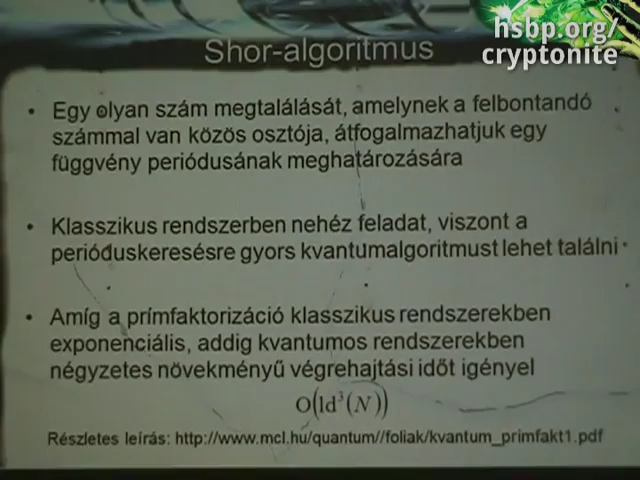 hsbp.org/
cryptonite
Shor-algoritmus
• Egy olyan szám megtalálását, amelynek a felbontandó
számmal van közös osztója, átfogalmazhatjuk egy
függvény periódusának meghatározására
• Klasszikus rendszerben nehéz feladat, viszont a
perióduskeresésre gyors kvantumalgoritmust lehet találni
• Amíg a prímfaktorizáció klasszikus rendszerekben
exponenciális, addig kvantumos rendszerekben
négyzetes növekményű végrehajtási időt igényel
O(ld³(N))
Részletes leírás: http://www.mcl.hu/quantum//foliak/kvantum_primfakt1.pdf